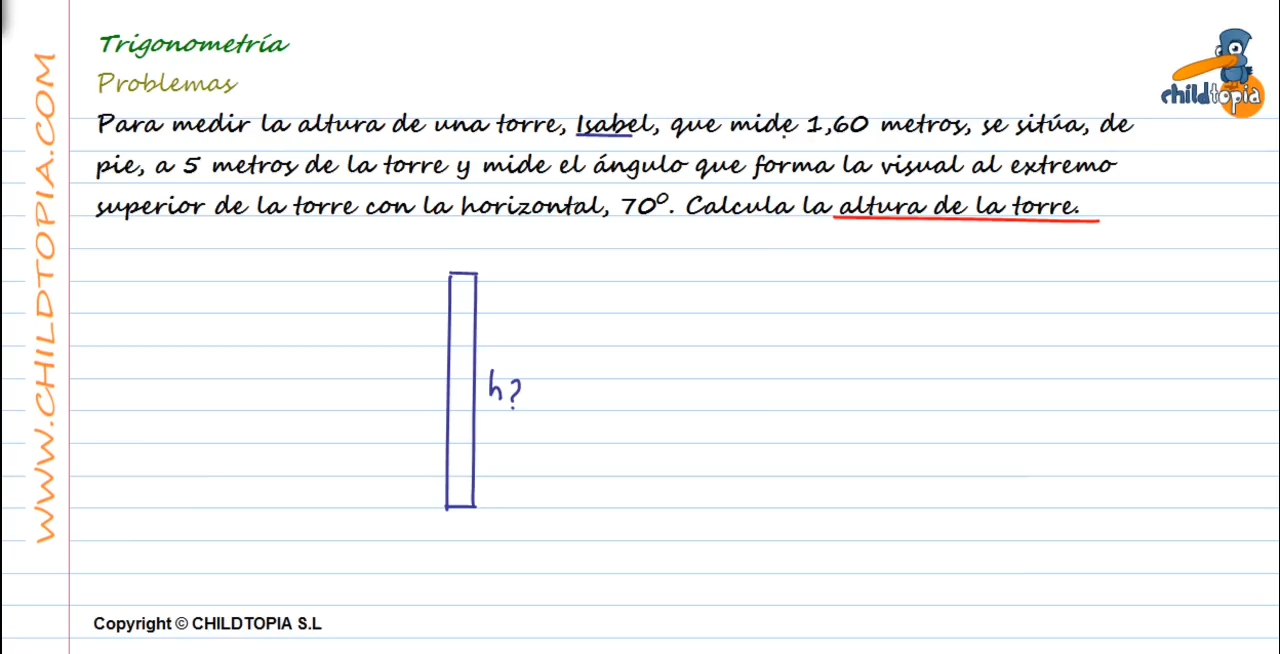 Trigonometría
Problemas
Para medir la altura de una torre, Isabel, que mide 1,60 metros, se sitúa, de
pie, a 5 metros de la torre y mide el ángulo que forma la visual al extremo
superior de la torre con la horizontal, 70º. Calcula la altura de la torre.
childtopia
WWW.CHILDTOPIA.COM
h?
Copyright © CHILDTOPIA S.L